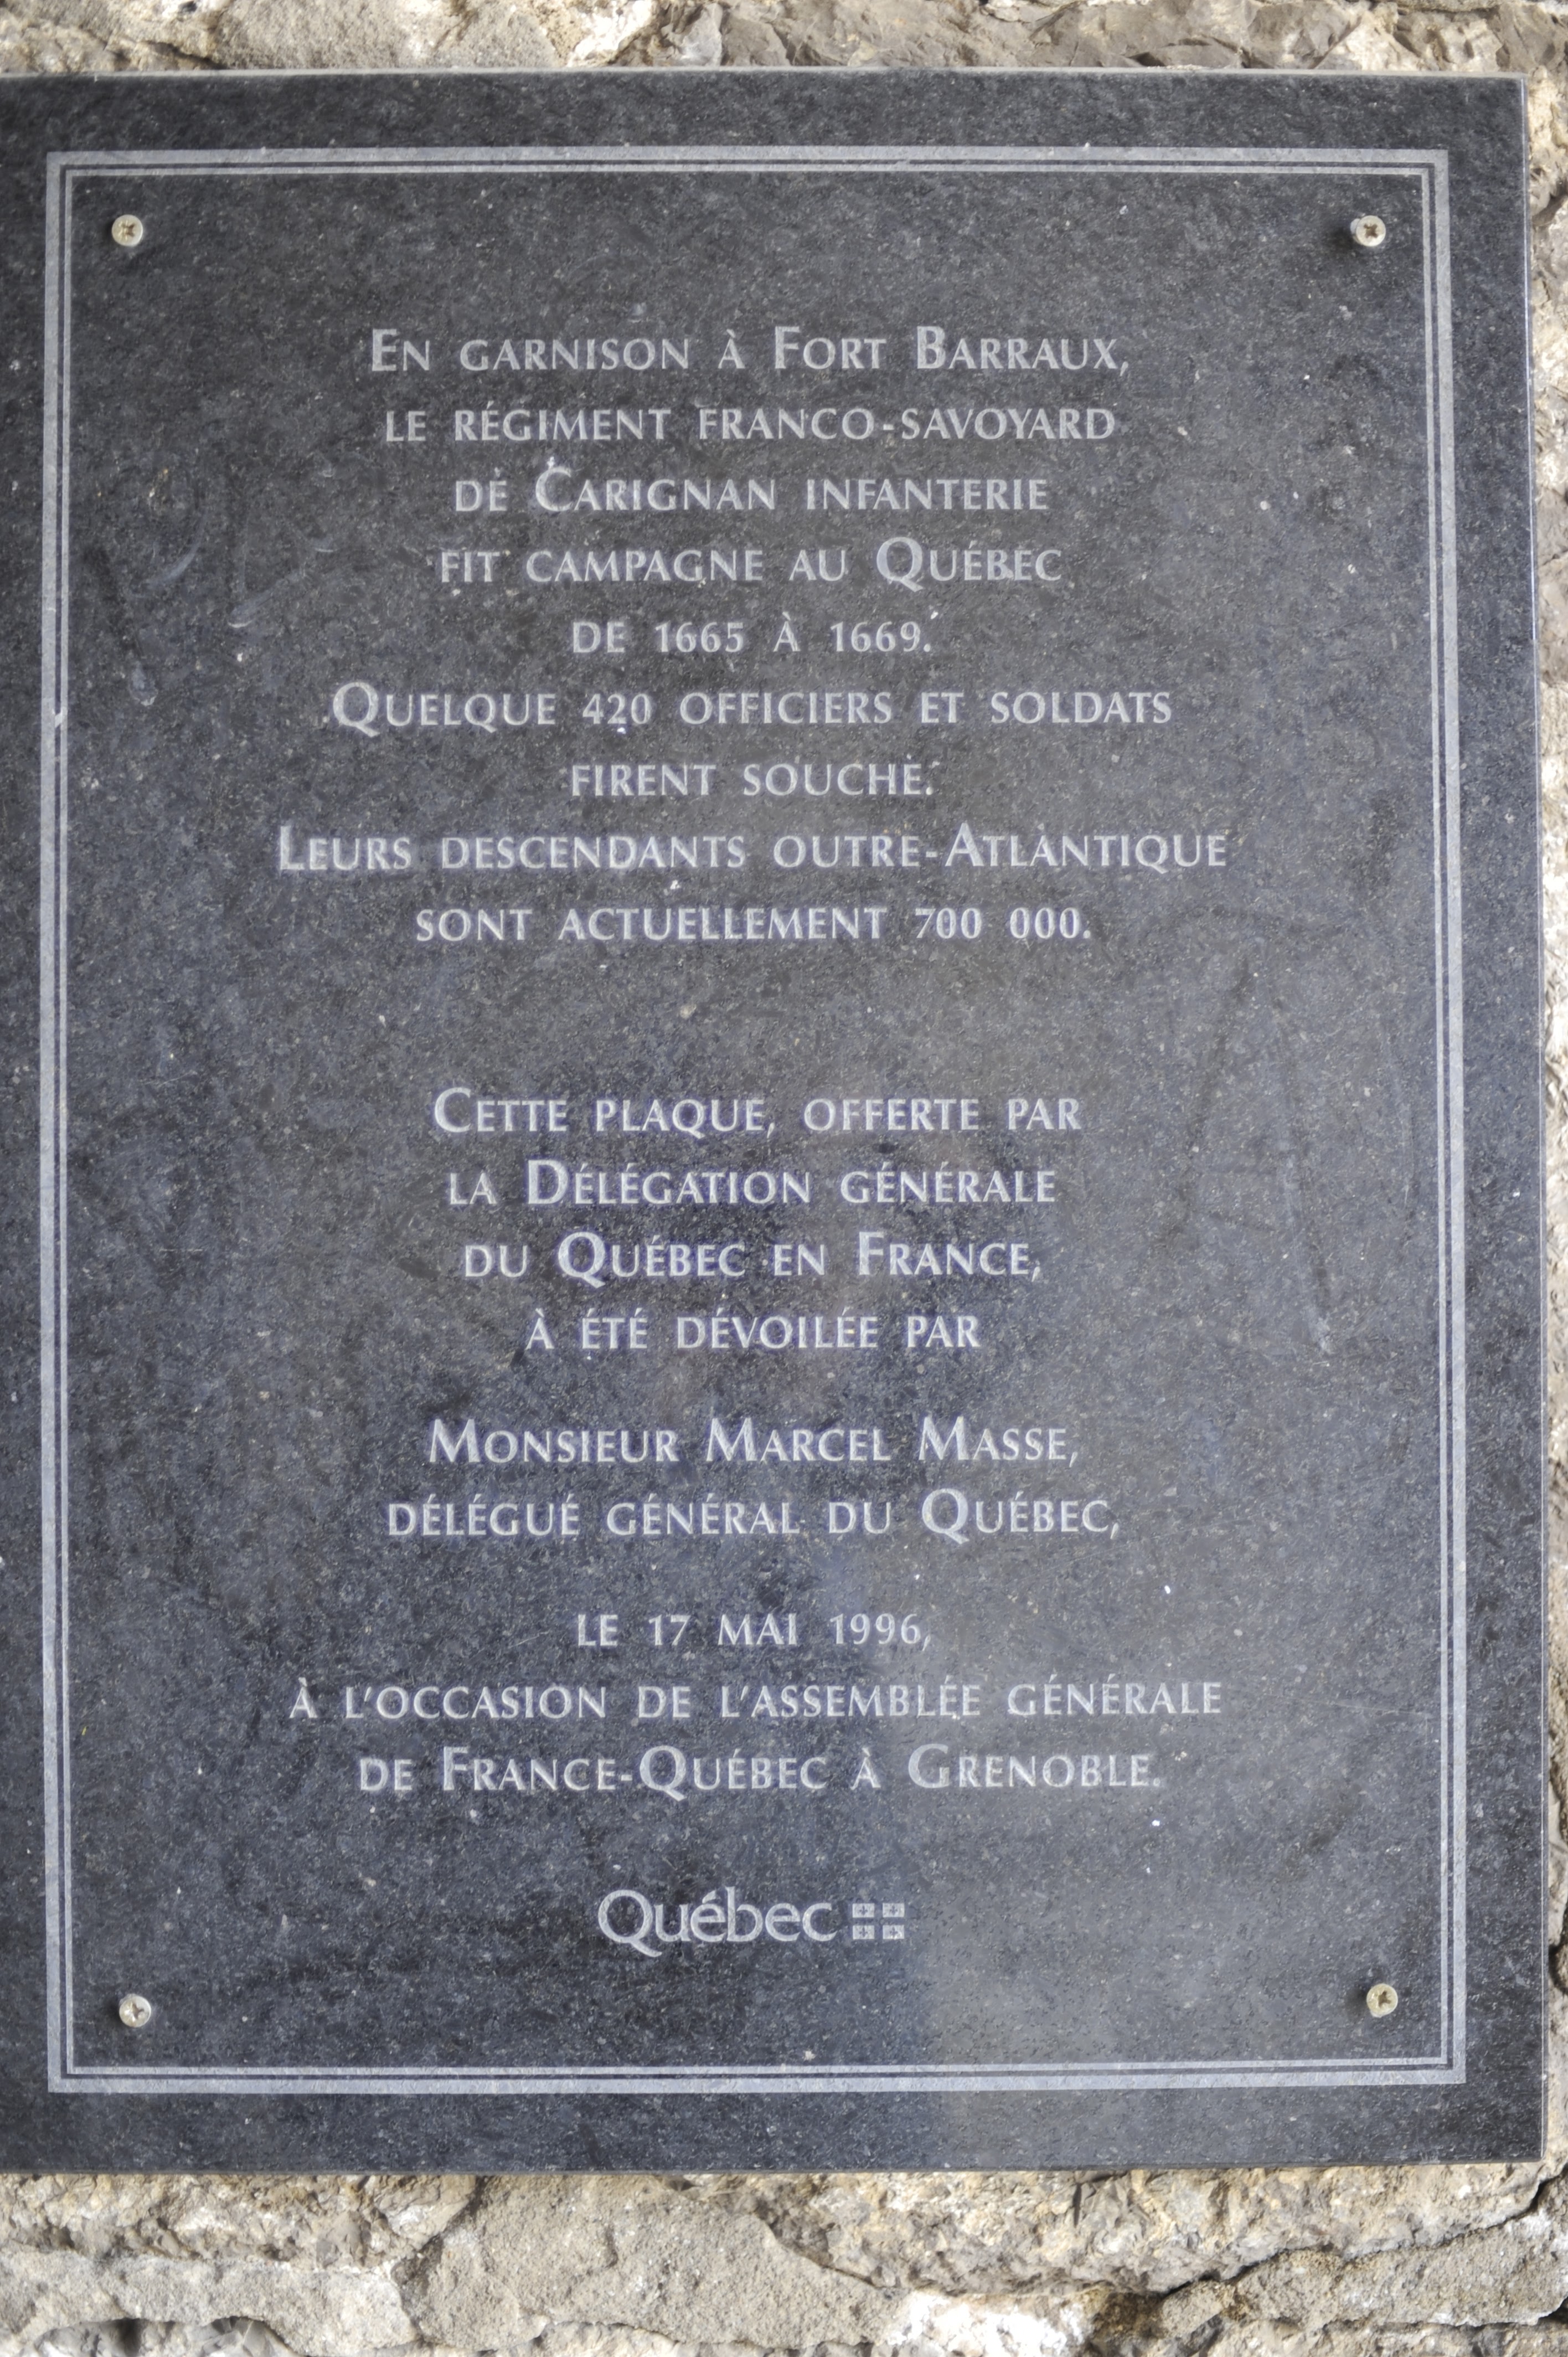 En garnison à Fort Barraux,
le régiment franco-savoyard
de Carignan infanterie
fit campagne au Québec
de 1665 à 1669.
Quelque 420 officiers et soldats
firent souche.
Leurs descendants outre-Atlantique
sont actuellement 700 000.
Cette plaque, offerte par
la Délégation générale
du Québec en France,
à été dévoilée par
Monsieur Marcel Masse,
délégué général du Québec,
le 17 mai 1996,
à l'occasion de l'assemblée générale
de France-Québec à Grenoble.
Québec